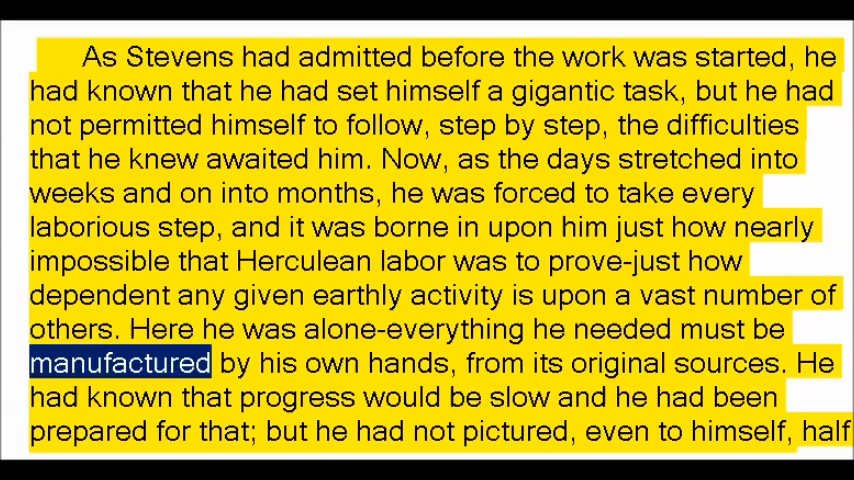 As Stevens had admitted before the work was started, he
had known that he had set himself a gigantic task, but he had
not permitted himself to follow, step by step, the difficulties
that he knew awaited him. Now, as the days stretched into
weeks and on into months, he was forced to take every
laborious step, and it was borne in upon him just how nearly
impossible that Herculean labor was to prove-just how
dependent any given earthly activity is upon a vast number of
others. Here he was alone-everything he needed must be
manufactured by his own hands, from its original sources. He
had known that progress would be slow and he had been
prepared for that; but he had not pictured, even to himself, half